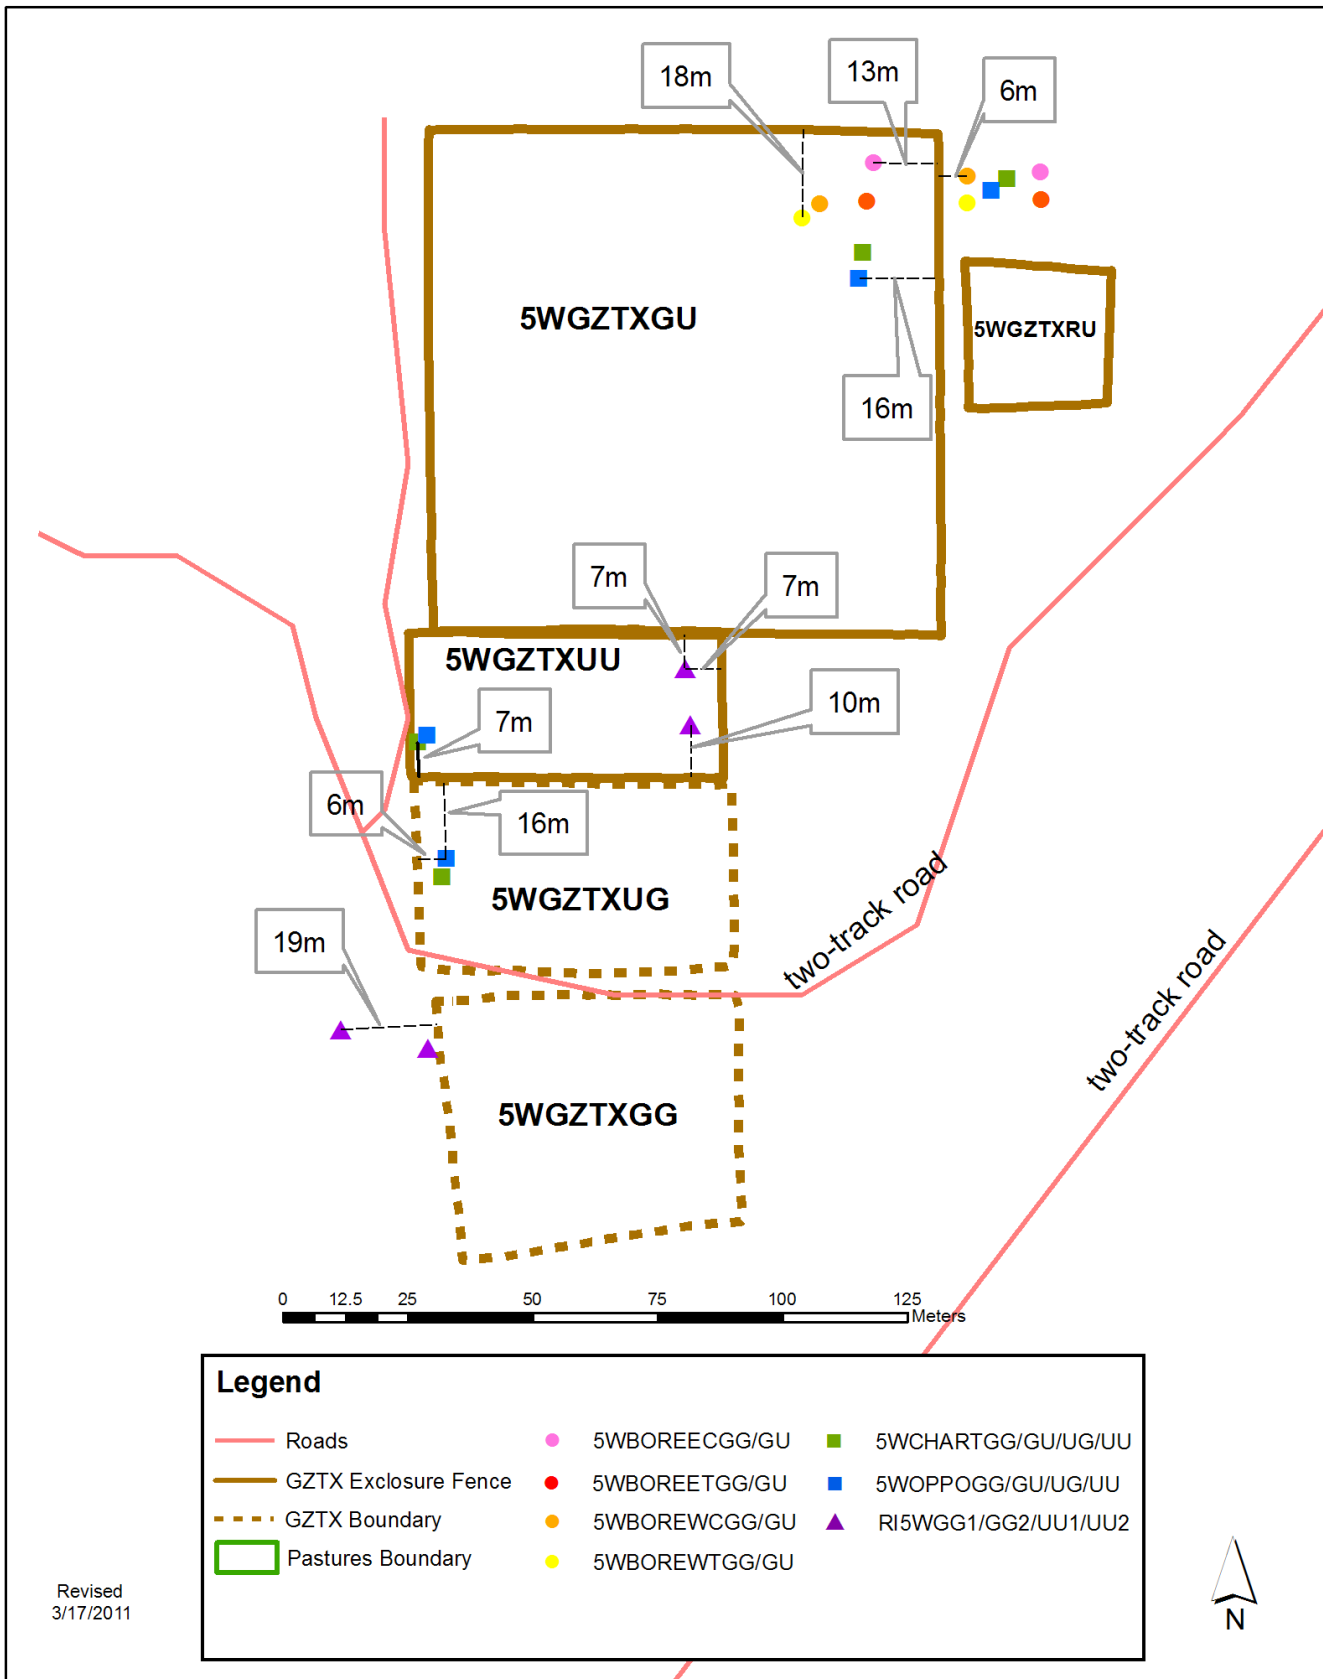 18m
13m
6m
5WGZTXGU
5WGZTXRU
16m
7m
7m
5WGZTXUU
10m
7m
6m
16m
5WGZTXUG
two-track road
19m
two-track road
5WGZTXGG
0 12.5 25 50 75 100 125
Meters
Legend
Roads
GZTX Exclosure Fence
GZTX Boundary
Pastures Boundary
5WBOREECGG/GU
5WBOREETGG/GU
5WBOREWCGG/GU
5WBOREWTGG/GU
5WCHARTGG/GU/UG/UU
5WOPPOGG/GU/UG/UU
RI5WGG1/GG2/UU1/UU2
Revised
3/17/2011
N